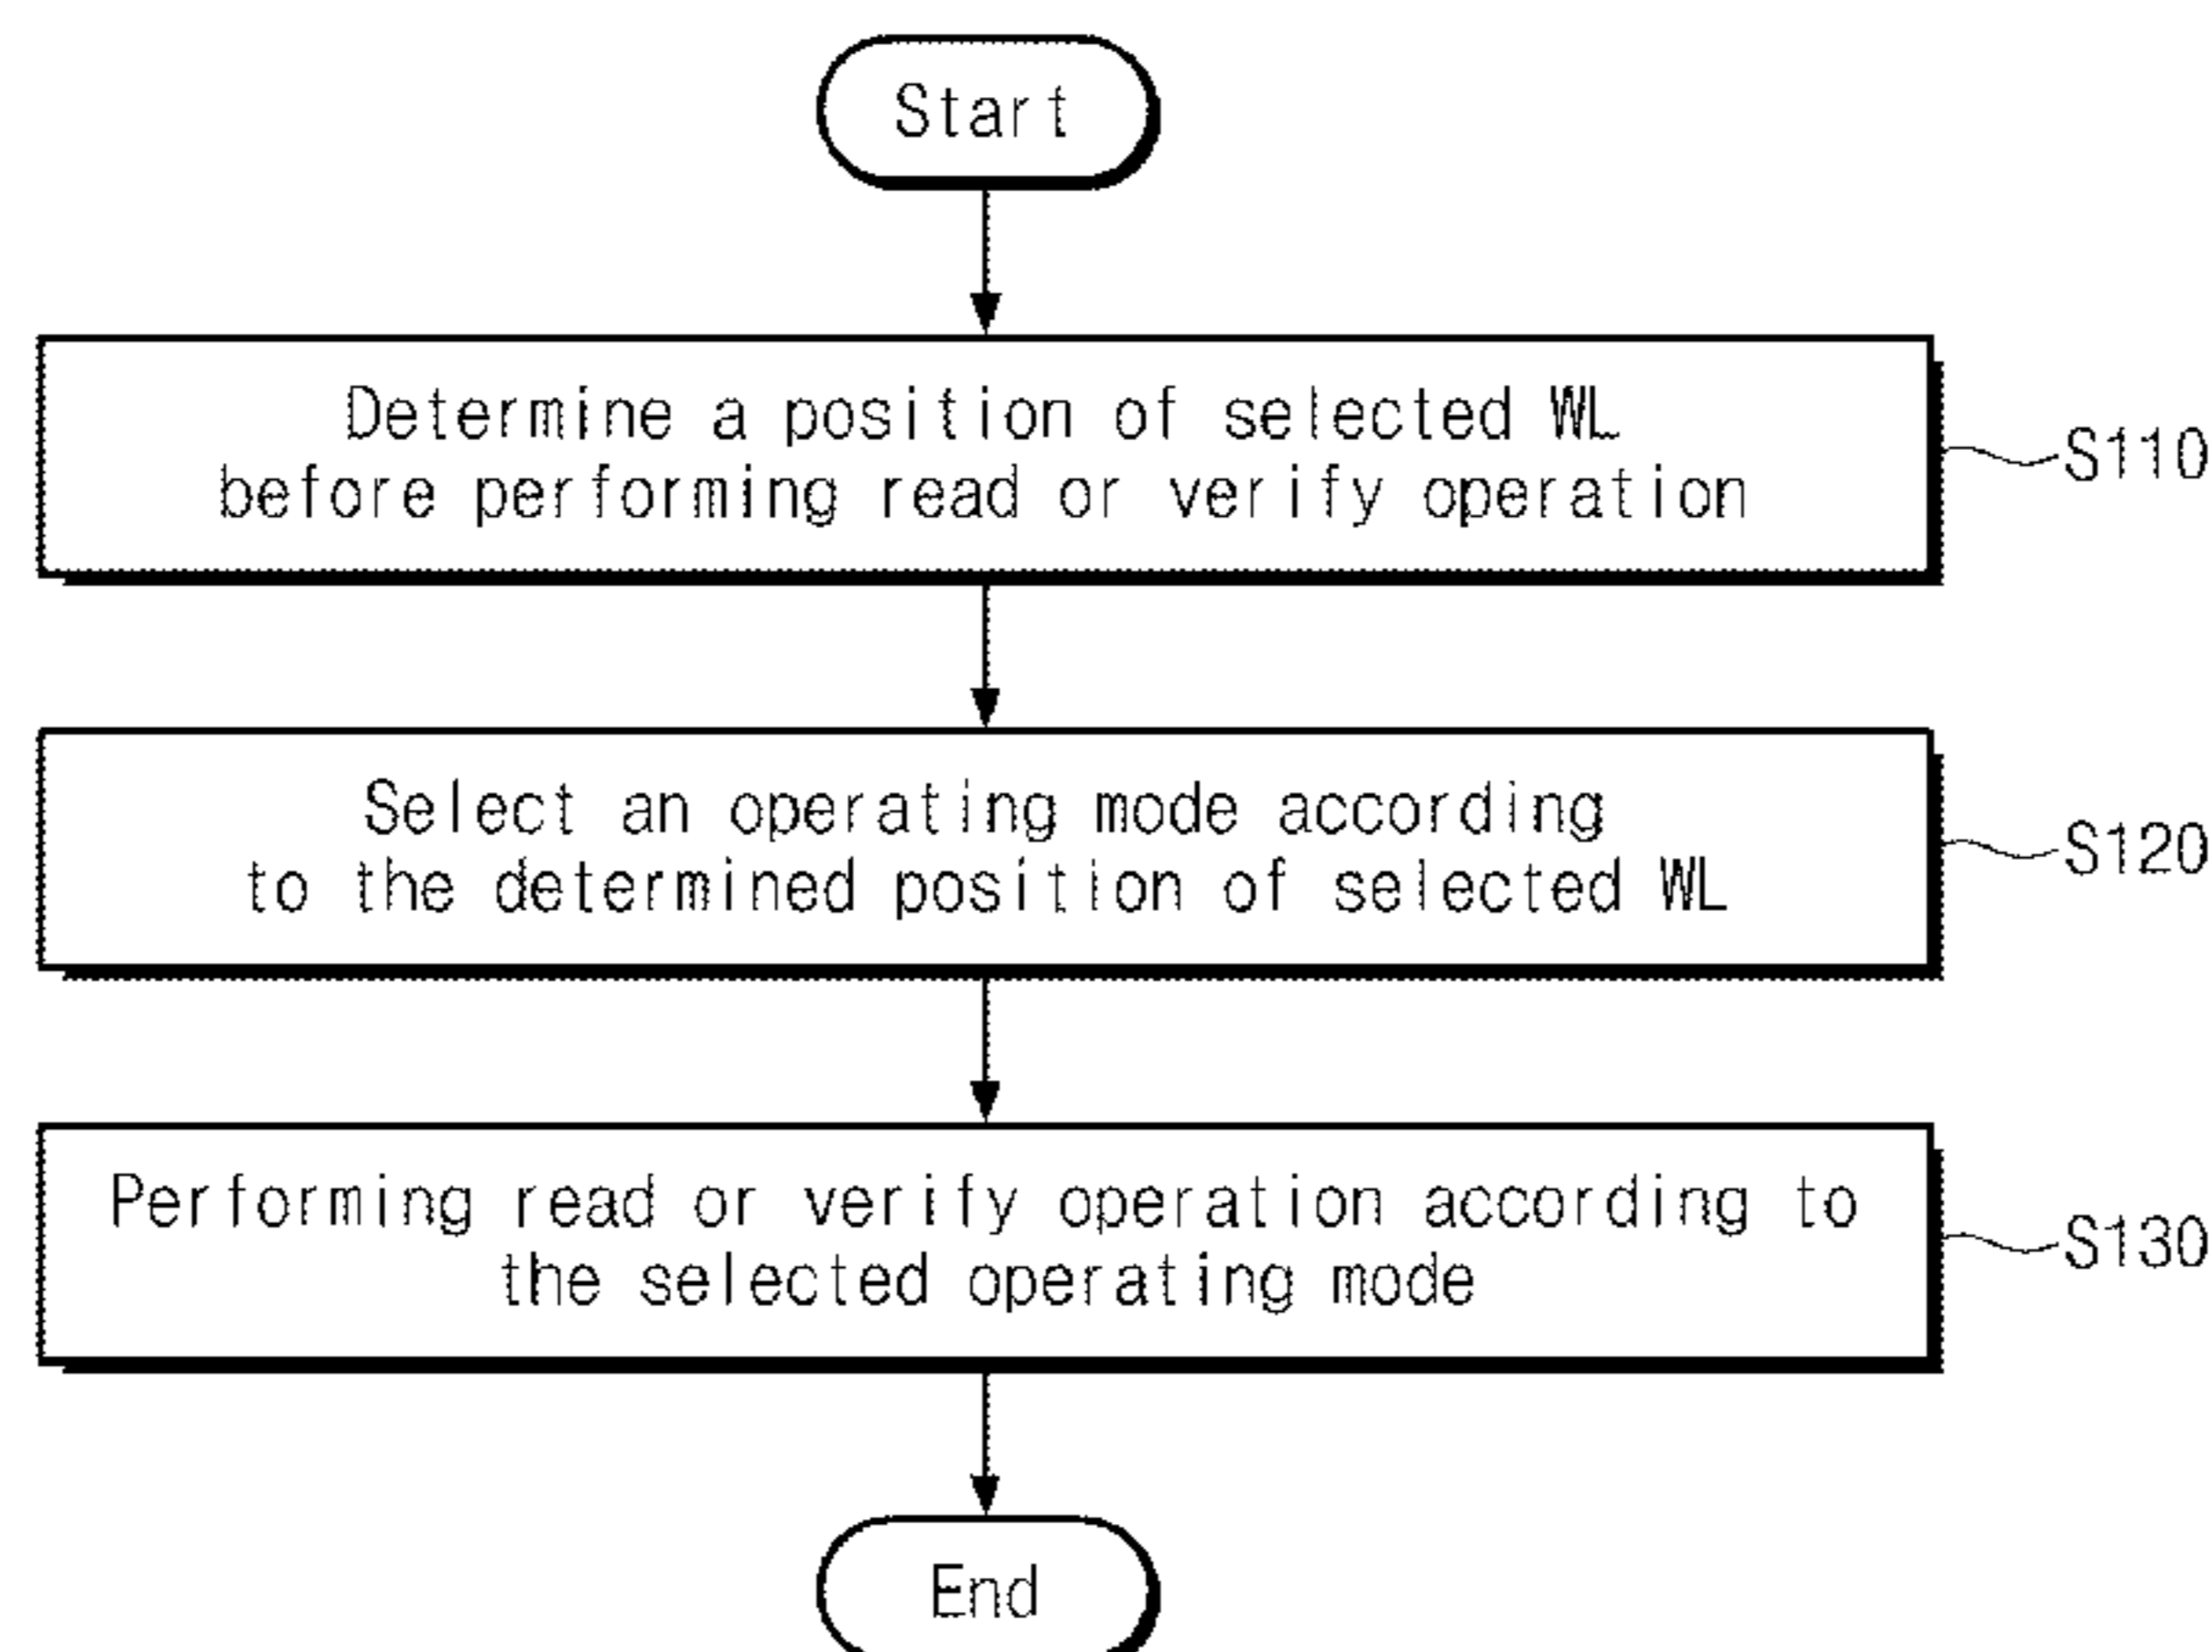 Start
Determine a position of selected WL
before performing read or verify operation
S110
Select an operating mode according
to the determined position of selected WL
S120
Performing read or verify operation according to
the selected operating mode
S130
End